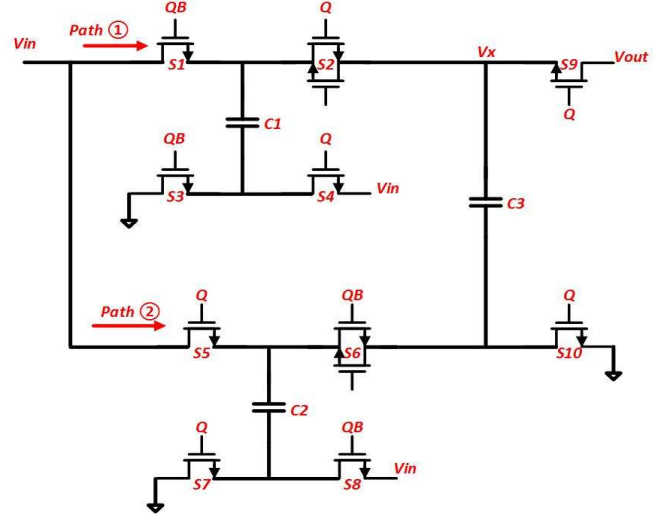 QB
Q
Vin
Path ①
S1
S2
Vx
S9
Vout
Q
C1
QB
Q
S3
S4
Vin
C3
Path ②
Q
QB
Q
S5
S6
S10
C2
Q
QB
S7
S8
Vin